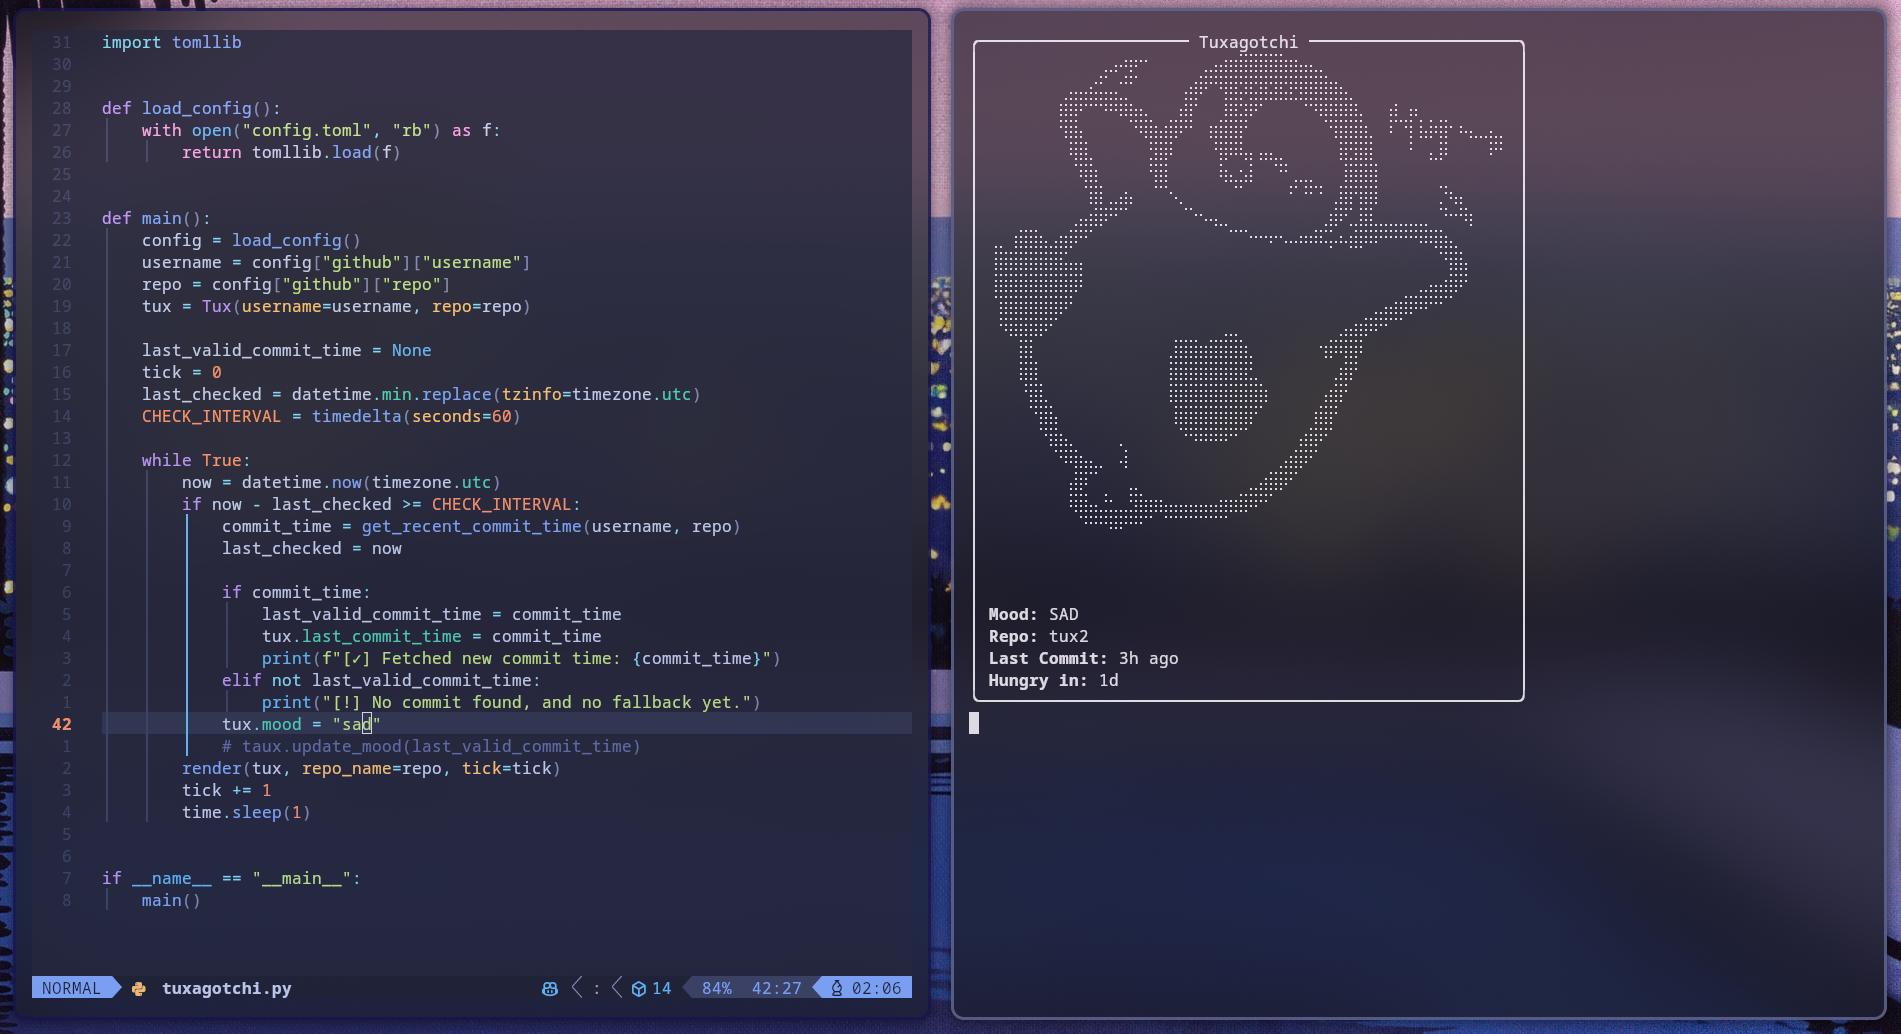 31 import tomllib
30
29
28 def load_config():
27 with open("config.toml", "rb") as f:
26 return tomllib.load(f)
25
24
23 def main():
22 config = load_config()
21 username = config["github"]["username"]
20 repo = config["github"]["repo"]
19 tux = Tux(username=username, repo=repo)
18
17 last_valid_commit_time = None
16 tick = 0
15 last_checked = datetime.min.replace(tzinfo=timezone.utc)
14 CHECK_INTERVAL = timedelta(seconds=60)
13
12 while True:
11 now = datetime.now(timezone.utc)
10 if now - last_checked >= CHECK_INTERVAL:
9 commit_time = get_recent_commit_time(username, repo)
8 last_checked = now
7
6 if commit_time:
5 last_valid_commit_time = commit_time
4 tux.last_commit_time = commit_time
3 print(f"[✓] Fetched new commit time: {commit_time}")
2 elif not last_valid_commit_time:
1 print("[!] No commit found, and no fallback yet.")
42 tux.mood = "sad"
1 # taux.update_mood(last_valid_commit_time)
2 render(tux, repo_name=repo, tick=tick)
3 tick += 1
4 time.sleep(1)
5
6
7 if __name__ == "__main__":
8 main()
NORMAL tuxagotchi.py : 14 84% 42:27 02:06
Tuxagotchi
Mood: SAD
Repo: tux2
Last Commit: 3h ago
Hungry in: 1d